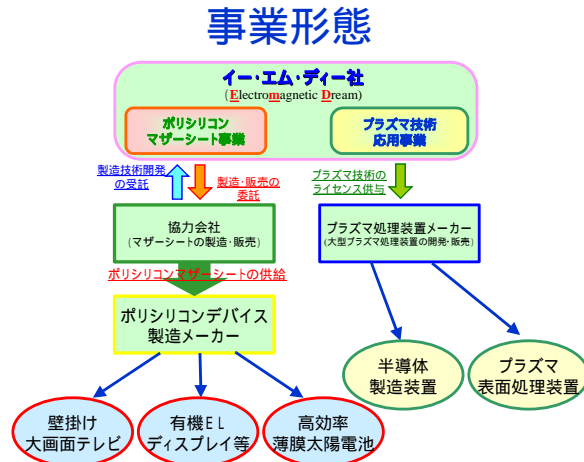 事業形態
イー・エム・ディー社
(Electromagnetic Dream)
ポリシリコン
マザーシート事業
プラズマ技術
応用事業
製造技術開発
の受託
製造・販売の
委託
プラズマ技術の
ライセンス供与
協力会社
(マザーシートの製造・販売)
プラズマ処理装置メーカー
(大型プラズマ処理装置の開発・販売)
ポリシリコンマザーシートの供給
ポリシリコンデバイス
製造メーカー
半導体
製造装置
プラズマ
表面処理装置
壁掛け
大画面テレビ
有機EL
ディスプレイ等
高効率
薄膜太陽電池